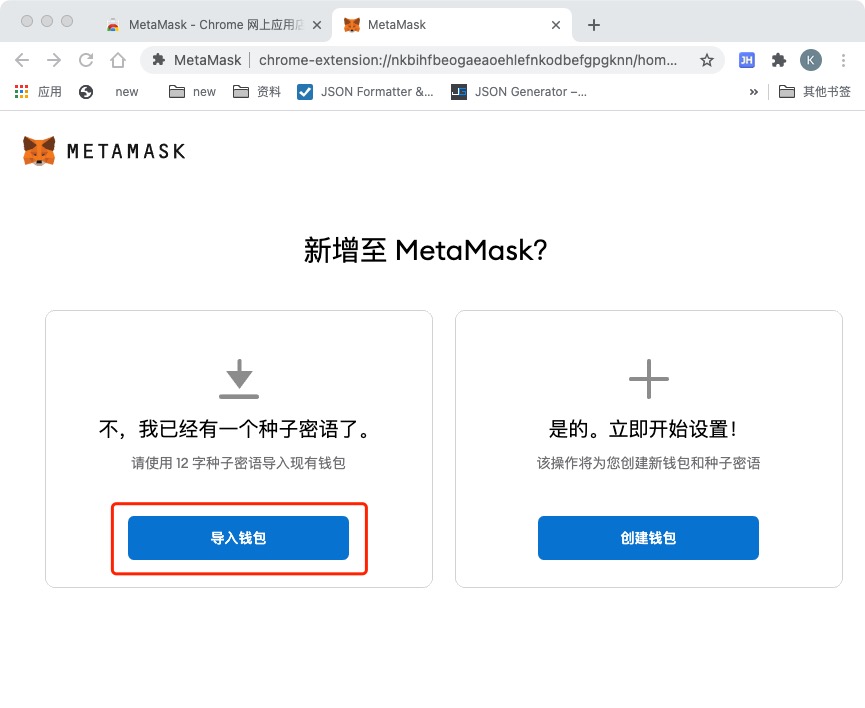 MetaMask - Chrome 网上应用店
MetaMask
MetaMask
chrome-extension://nkbihfbeogaeaoehlefnkodbefgpgknn/hom...
JH
K
应用
new
new
资料
JSON Formatter &...
JSON Generator –...
»
其他书签
METAMASK
新增至 MetaMask?
不，我已经有一个种子密语了。
请使用 12 字种子密语导入现有钱包
导入钱包
是的。立即开始设置！
该操作将为您创建新钱包和种子密语
创建钱包